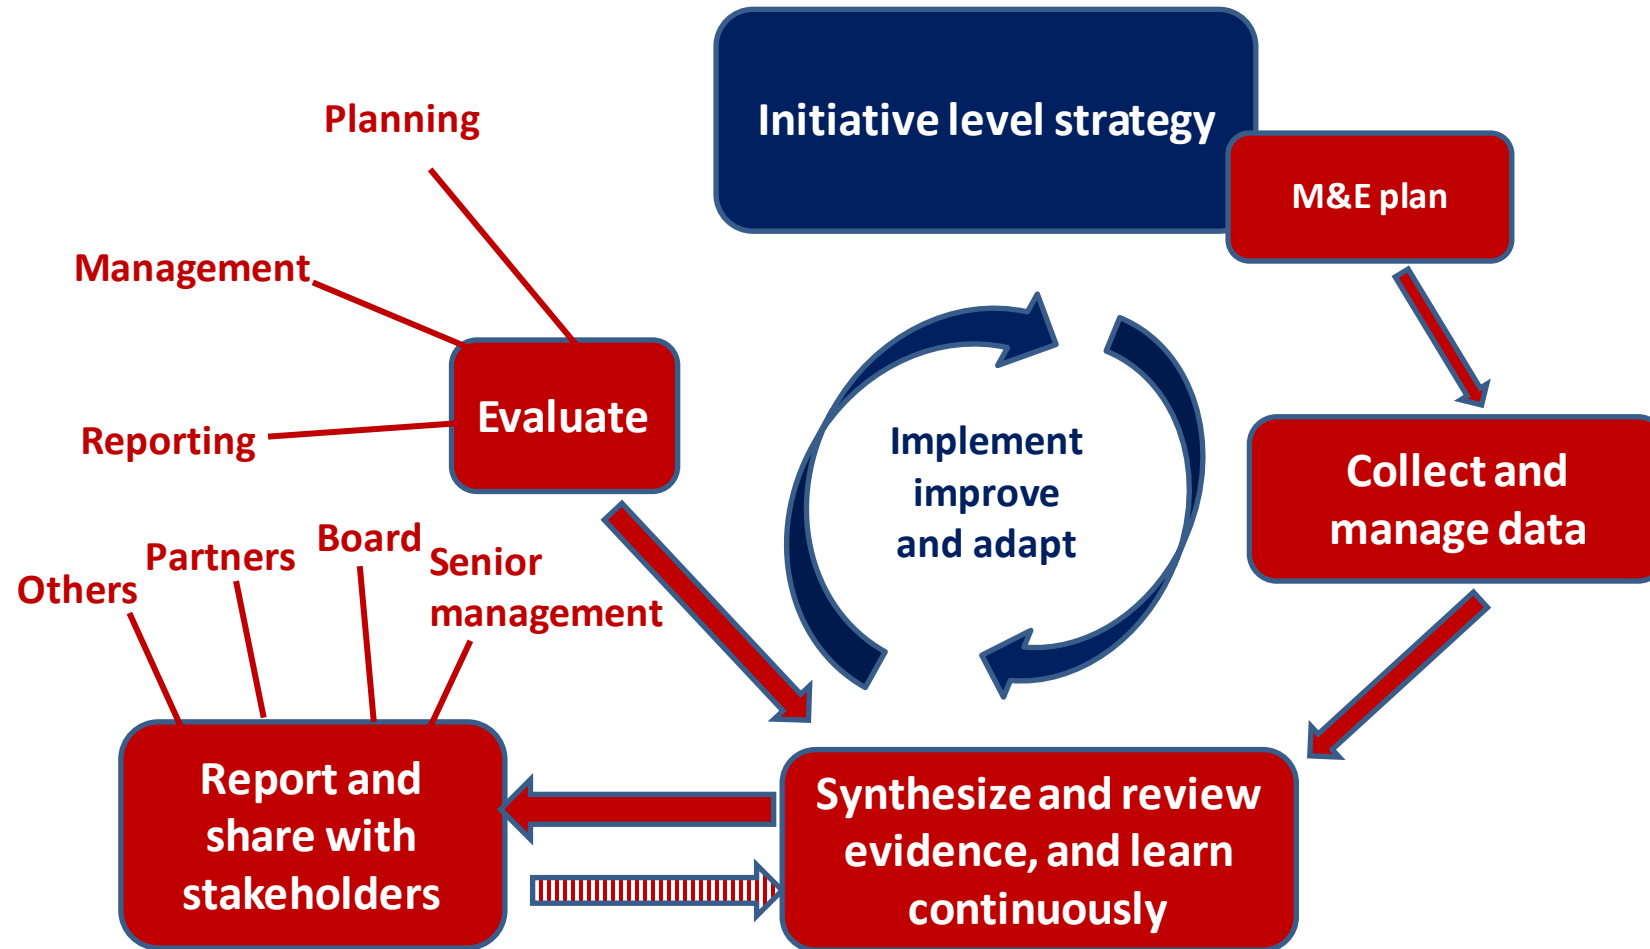 Initiative level strategy
M&E plan
Planning
Management
Evaluate
Reporting
Implement
improve
and adapt
Collect and
manage data
Others
Partners
Board
Senior
management
Report and
share with
stakeholders
Synthesize and review
evidence, and learn
continuously